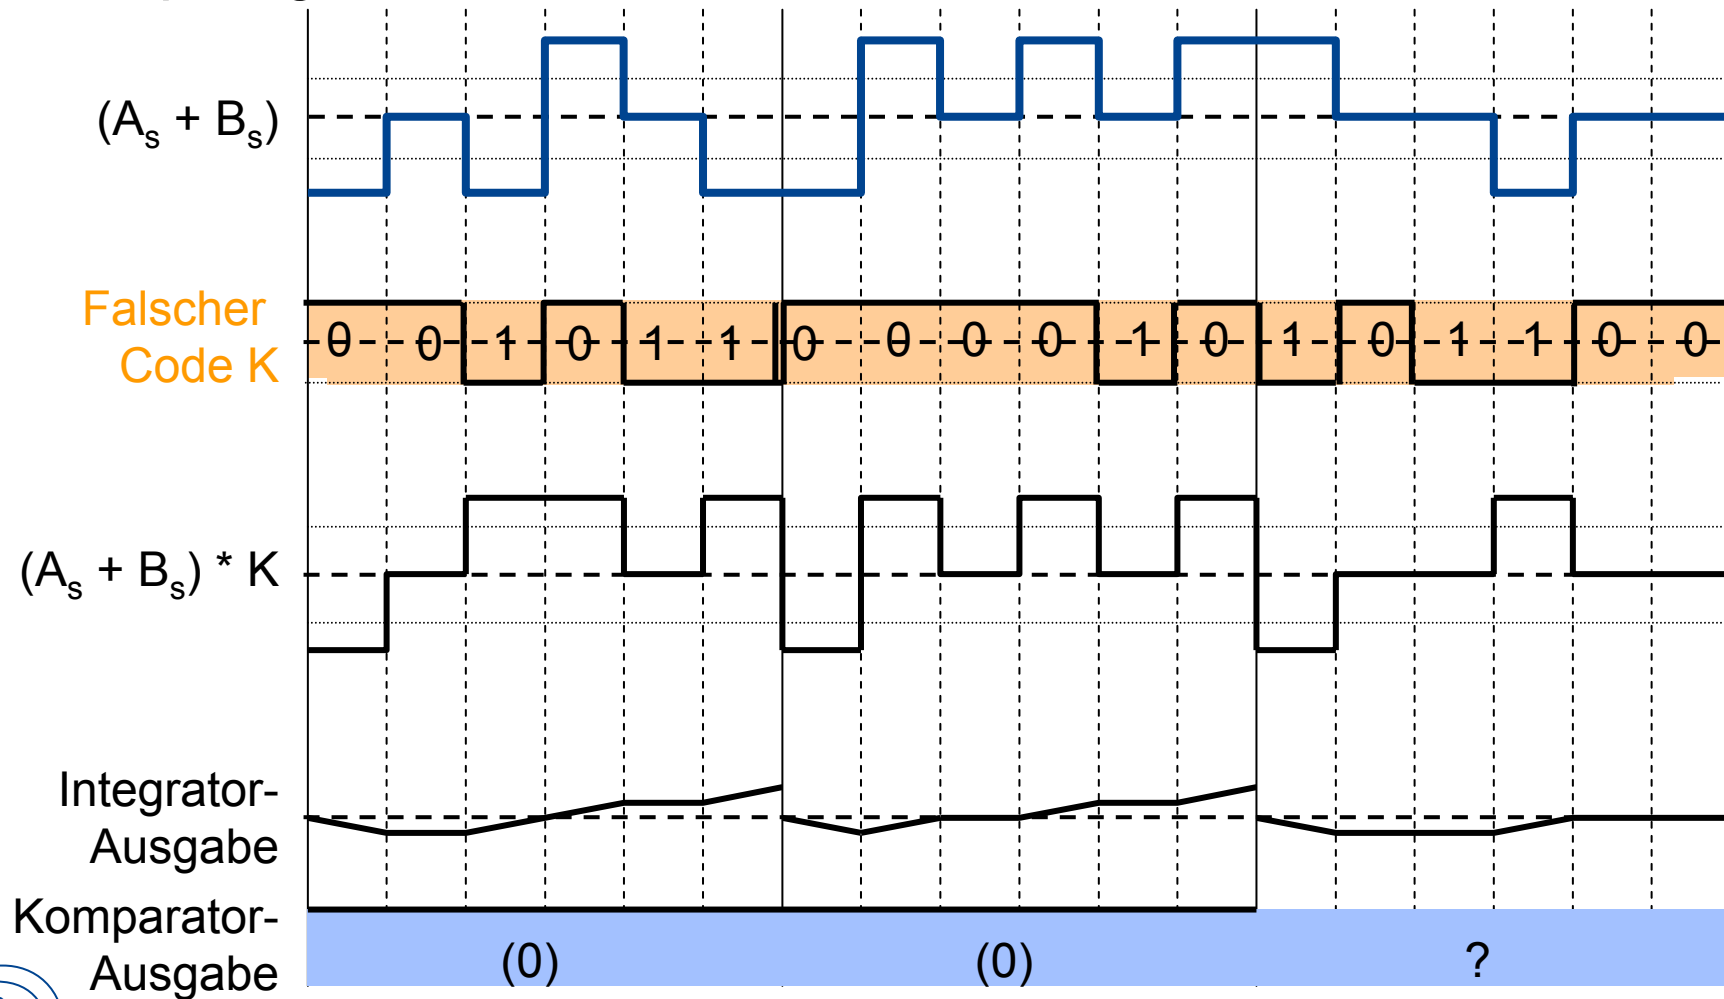 (As + Bs)
Falscher
Code K
0 0 1 0 1 1 0 0 0 0 1 0 1 0 1 1 0 0
(As + Bs) * K
Integrator-
Ausgabe
Komparator-
Ausgabe
(0) (0) ?